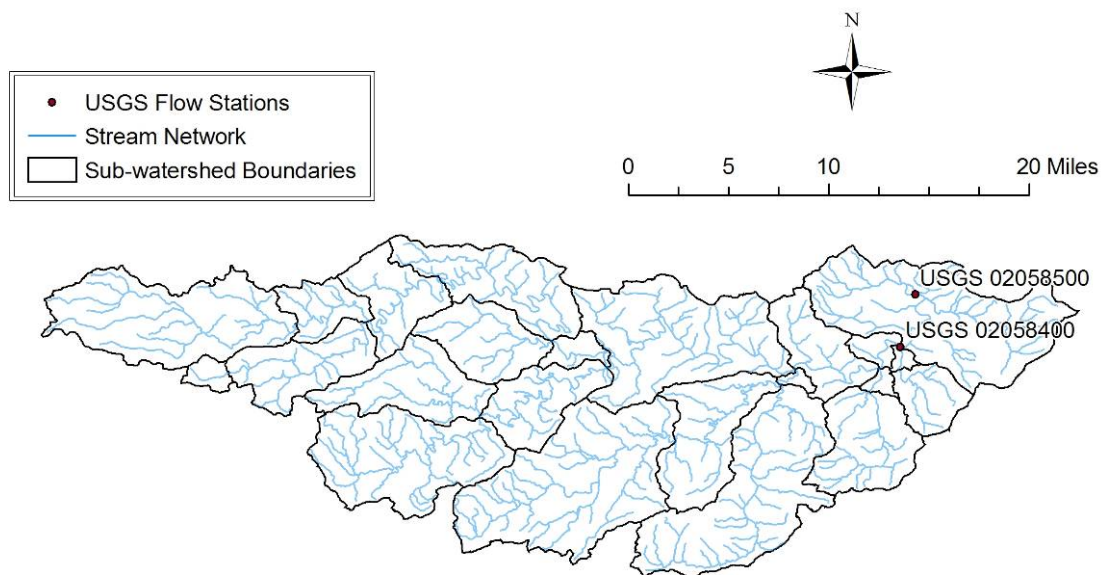 N
USGS Flow Stations
Stream Network
Sub-watershed Boundaries
0 5 10 20 Miles
USGS 02058500
USGS 02058400